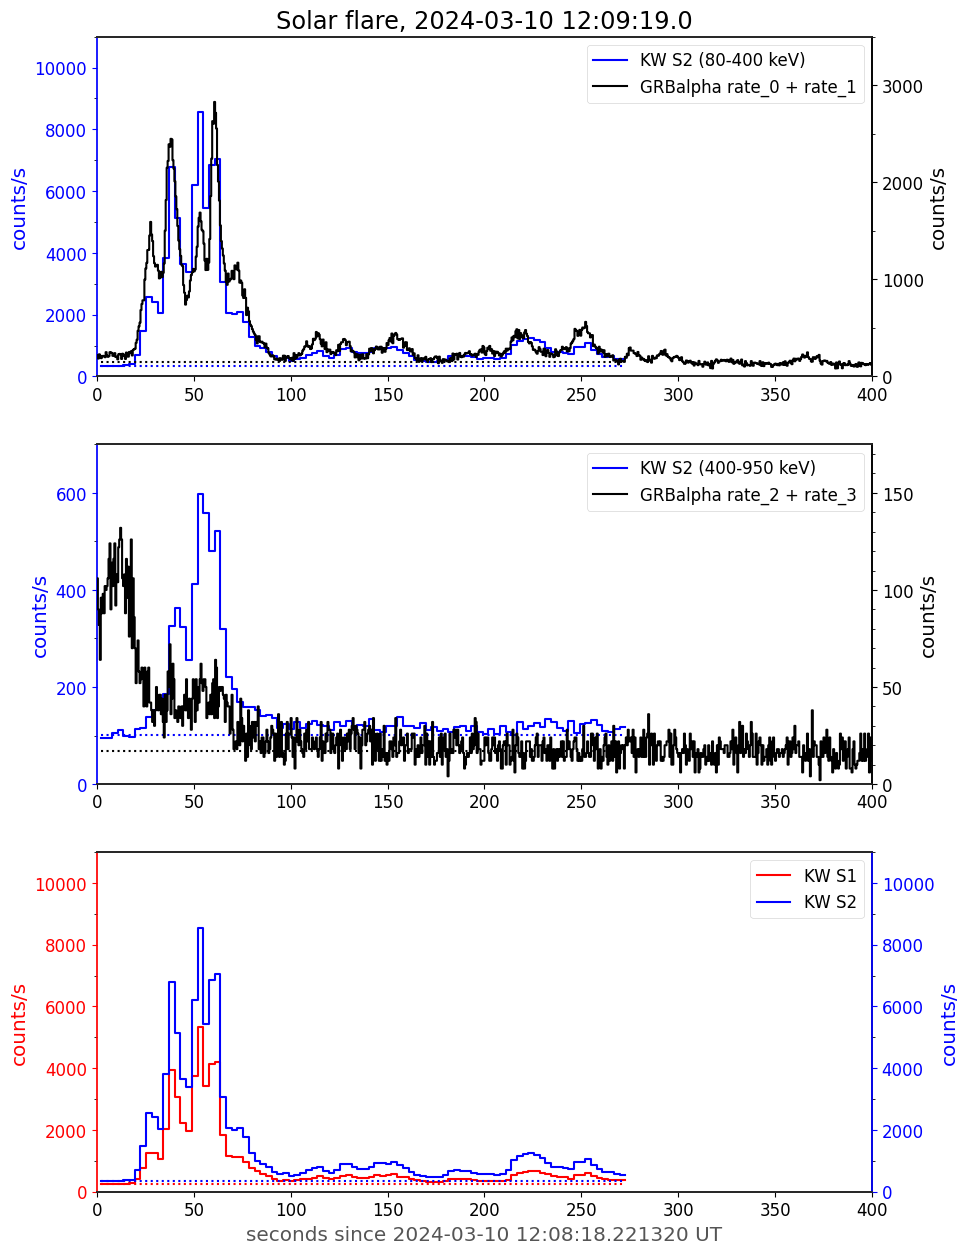 Solar flare, 2024-03-10 12:09:19.0
KW S2 (80-400 keV)
GRBalpha rate_0 + rate_1
counts/s
10000
8000
6000
4000
2000
0
3000
2000
1000
0
counts/s
0 50 100 150 200 250 300 350 400
KW S2 (400-950 keV)
GRBalpha rate_2 + rate_3
counts/s
600
400
200
0
150
100
50
0
counts/s
0 50 100 150 200 250 300 350 400
KW S1
KW S2
counts/s
10000
8000
6000
4000
2000
0
10000
8000
6000
4000
2000
0
counts/s
0 50 100 150 200 250 300 350 400
seconds since 2024-03-10 12:08:18.221320 UT